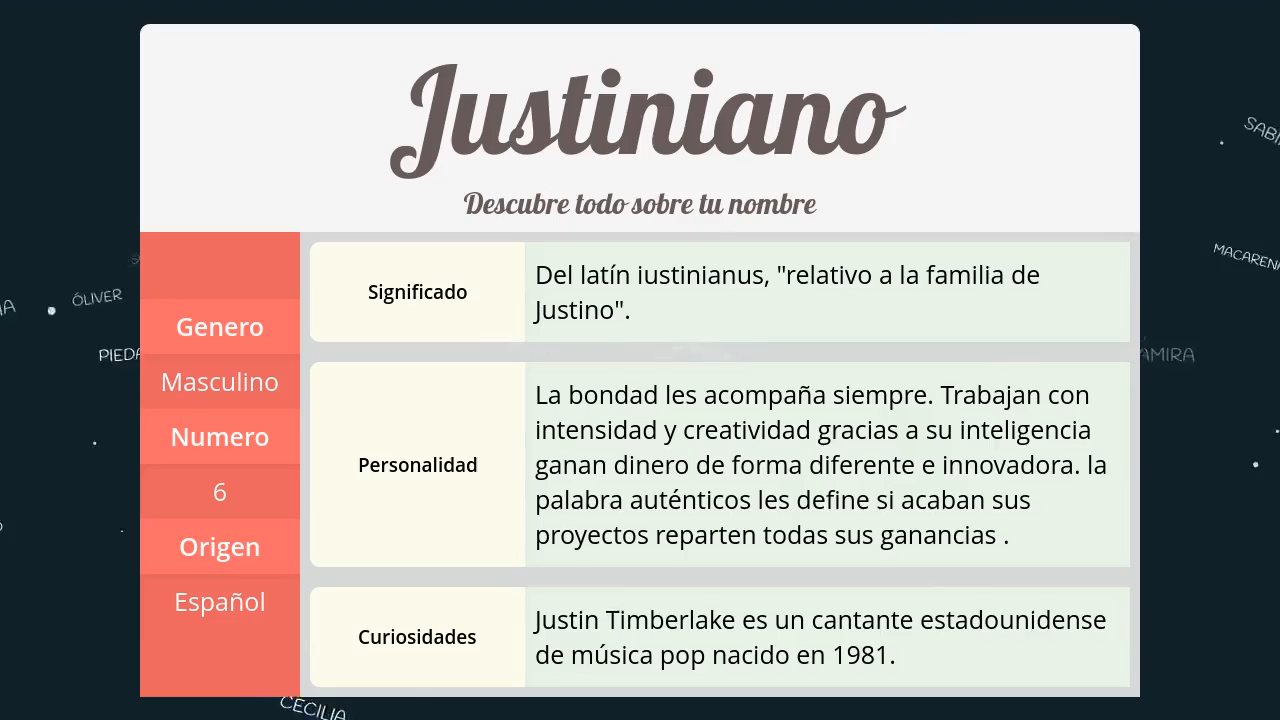 Justiniano
Descubre todo sobre tu nombre
Genero
Masculino
Numero
6
Origen
Español
Significado
Del latín iustinianus, "relativo a la familia de
Justino".
Personalidad
La bondad les acompaña siempre. Trabajan con
intensidad y creatividad gracias a su inteligencia
ganan dinero de forma diferente e innovadora. la
palabra auténticos les define si acaban sus
proyectos reparten todas sus ganancias .
Curiosidades
Justin Timberlake es un cantante estadounidense
de música pop nacido en 1981.
ÓLIVER
MACARENA
CECILIA